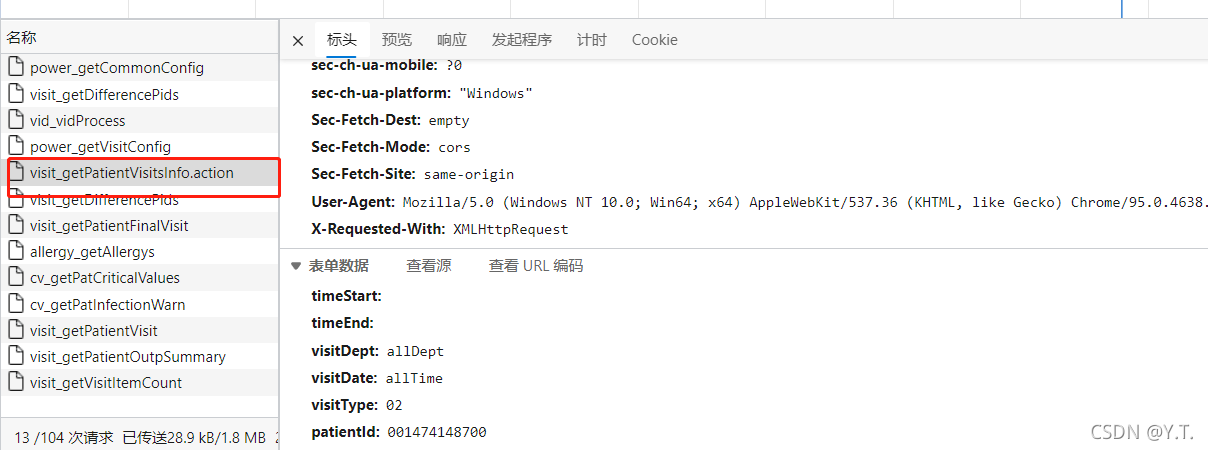 名称
power_getCommonConfig
visit_getDifferencePids
vid_vidProcess
power_getVisitConfig
visit_getPatientVisitsInfo.action
visit_getDifferencePids
visit_getPatientFinalVisit
allergy_getAllergys
cv_getPatCriticalValues
cv_getPatInfectionWarn
visit_getPatientVisit
visit_getPatientOutpSummary
visit_getVisitItemCount
13 /104 次请求 已传送28.9 kB/1.8 MB
× 标头 预览 响应 发起程序 计时 Cookie
sec-ch-ua-mobile: ?0
sec-ch-ua-platform: "Windows"
Sec-Fetch-Dest: empty
Sec-Fetch-Mode: cors
Sec-Fetch-Site: same-origin
User-Agent: Mozilla/5.0 (Windows NT 10.0; Win64; x64) AppleWebKit/537.36 (KHTML, like Gecko) Chrome/95.0.4638.
X-Requested-With: XMLHttpRequest
▼ 表单数据 查看源 查看 URL 编码
timeStart:
timeEnd:
visitDept: allDept
visitDate: allTime
visitType: 02
patientId: 001474148700
CSDN @Y.T.